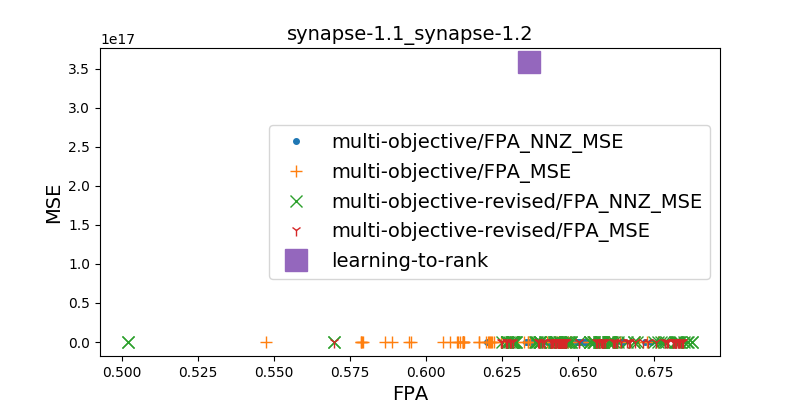 synapse-1.1_synapse-1.2
1e17
3.5
3.0
2.5
2.0
1.5
1.0
0.5
0.0
MSE
multi-objective/FPA_NNZ_MSE
multi-objective/FPA_MSE
multi-objective-revised/FPA_NNZ_MSE
multi-objective-revised/FPA_MSE
learning-to-rank
0.500 0.525 0.550 0.575 0.600 0.625 0.650 0.675
FPA